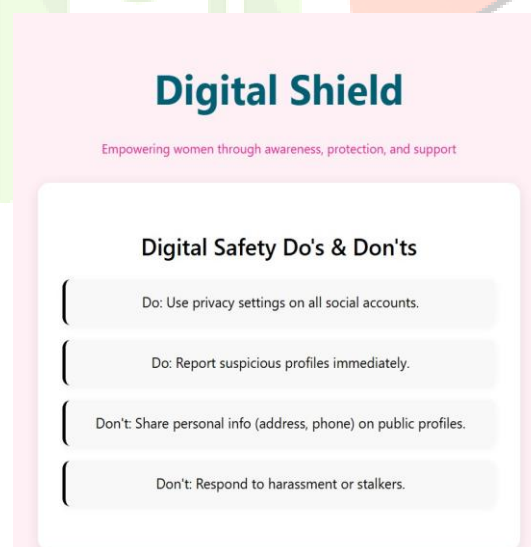 Digital Shield
Empowering women through awareness, protection, and support
Digital Safety Do's & Don'ts
Do: Use privacy settings on all social accounts.
Do: Report suspicious profiles immediately.
Don't: Share personal info (address, phone) on public profiles.
Don't: Respond to harassment or stalkers.